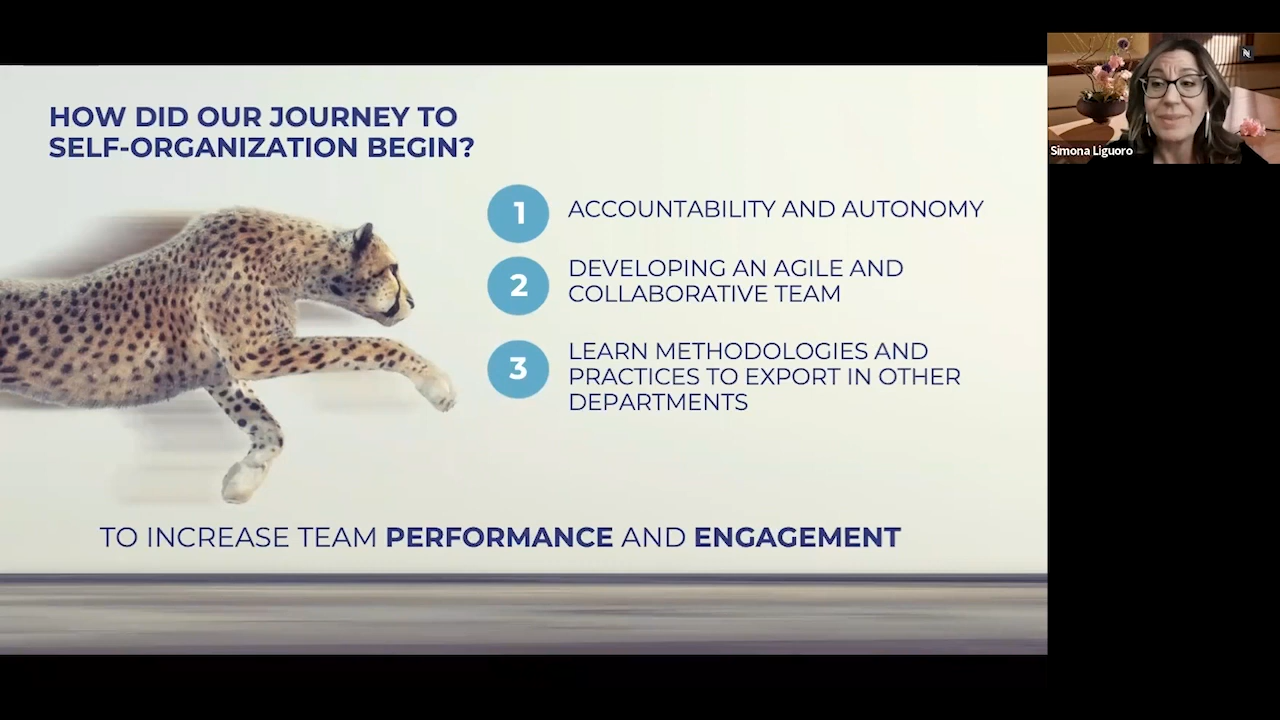 HOW DID OUR JOURNEY TO
SELF-ORGANIZATION BEGIN?
1
ACCOUNTABILITY AND AUTONOMY
2
DEVELOPING AN AGILE AND
COLLABORATIVE TEAM
3
LEARN METHODOLOGIES AND
PRACTICES TO EXPORT IN OTHER
DEPARTMENTS
TO INCREASE TEAM PERFORMANCE AND ENGAGEMENT
Simona Liguoro